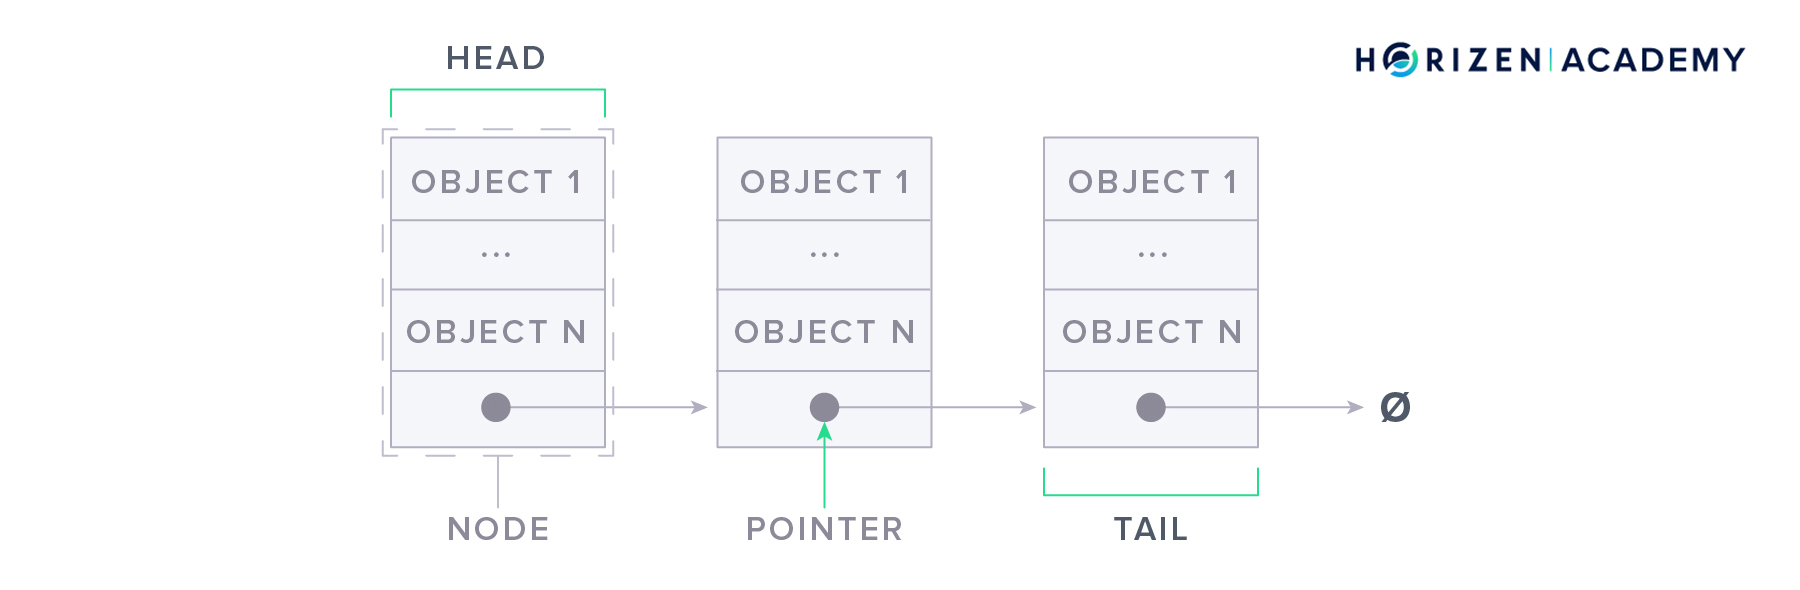 HEAD
HORIZEN | ACADEMY
OBJECT 1
OBJECT 1
OBJECT 1
...
...
...
OBJECT N
OBJECT N
OBJECT N
Ø
NODE
POINTER
TAIL